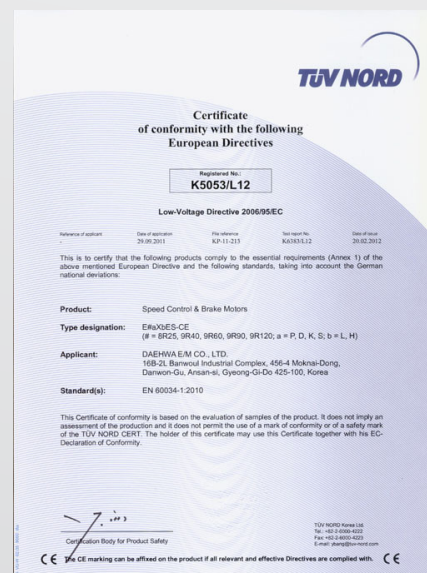 TÜV NORD
Certificate
of conformity with the following
European Directives
Registered No.:
K5053/L12
Low-Voltage Directive 2006/95/EC
Reference of applicant Date of application File reference Test report No. Date of issue
- 29.09.2011 KP-11-215 K6383/L12 20.02.2012
This is to certify that the following products comply to the essential requirements (Annex 1) of the
above mentioned European Directive and the following standards, taking into account the German
national deviations:
Product: Speed Control & Brake Motors
Type designation: E#aXbES-CE
(# = 8R25, 9R40, 9R60, 9R90, 9R120; a = P, D, K, S; b = L, H)
Applicant: DAEHWA E/M CO., LTD.
16B-2L Banwoul Industrial Complex, 456-4 Moknai-Dong,
Danwon-Gu, Ansan-si, Gyeong-Gi-Do 425-100, Korea
Standard(s): EN 60034-1:2010
This Certificate of conformity is based on the evaluation of samples of the product. It does not imply an
assessment of the production and it does not permit the use of a mark of conformity or of a safety mark
of the TÜV NORD CERT. The holder of this certificate may use this Certificate together with his EC-
Declaration of Conformity.
Certification Body for Product Safety
TÜV NORD Korea Ltd.
CE The CE marking can be affixed on the product if all relevant and effective Directives are complied with. CE